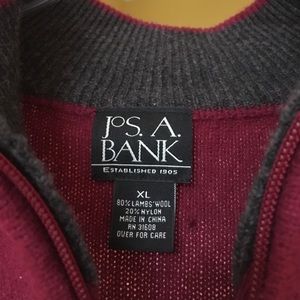 JOS. A.
BANK
ESTABLISHED 1905
XL
80% LAMBS' WOOL
20% NYLON
MADE IN CHINA
RN 31608
OVER FOR CARE